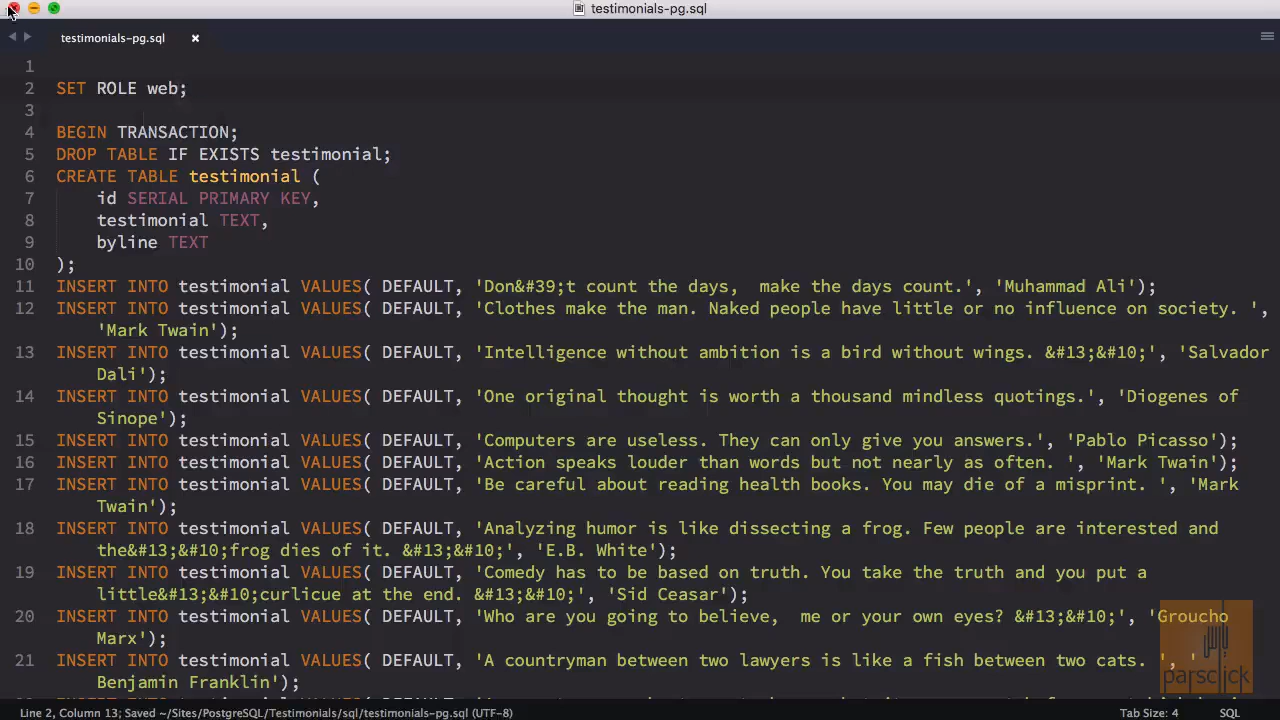 testimonials-pg.sql
testimonials-pg.sql ×
1
2 SET ROLE web;
3
4 BEGIN TRANSACTION;
5 DROP TABLE IF EXISTS testimonial;
6 CREATE TABLE testimonial (
7 id SERIAL PRIMARY KEY,
8 testimonial TEXT,
9 byline TEXT
10 );
11 INSERT INTO testimonial VALUES( DEFAULT, 'Don&#39;t count the days,  make the days count.', 'Muhammad Ali');
12 INSERT INTO testimonial VALUES( DEFAULT, 'Clothes make the man. Naked people have little or no influence on society. ',
'Mark Twain');
13 INSERT INTO testimonial VALUES( DEFAULT, 'Intelligence without ambition is a bird without wings. &#13;&#10;', 'Salvador
Dali');
14 INSERT INTO testimonial VALUES( DEFAULT, 'One original thought is worth a thousand mindless quotings.', 'Diogenes of
Sinope');
15 INSERT INTO testimonial VALUES( DEFAULT, 'Computers are useless. They can only give you answers.', 'Pablo Picasso');
16 INSERT INTO testimonial VALUES( DEFAULT, 'Action speaks louder than words but not nearly as often. ', 'Mark Twain');
17 INSERT INTO testimonial VALUES( DEFAULT, 'Be careful about reading health books. You may die of a misprint. ', 'Mark
Twain');
18 INSERT INTO testimonial VALUES( DEFAULT, 'Analyzing humor is like dissecting a frog. Few people are interested and
the&#13;&#10;frog dies of it. &#13;&#10;', 'E.B. White');
19 INSERT INTO testimonial VALUES( DEFAULT, 'Comedy has to be based on truth. You take the truth and you put a
little&#13;&#10;curlicue at the end. &#13;&#10;', 'Sid Ceasar');
20 INSERT INTO testimonial VALUES( DEFAULT, 'Who are you going to believe,  me or your own eyes? &#13;&#10;', 'Groucho
Marx');
21 INSERT INTO testimonial VALUES( DEFAULT, 'A countryman between two lawyers is like a fish between two cats. ', '
Benjamin Franklin');
parsclick
Line 2, Column 13; Saved ~/Sites/PostgreSQL/Testimonials/sql/testimonials-pg.sql (UTF-8)
Tab Size: 4
SQL